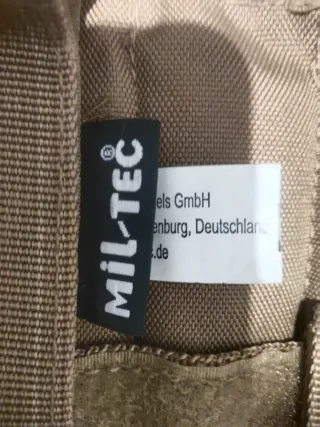 MIL-TEC®
els GmbH
enburg, Deutschland
.de